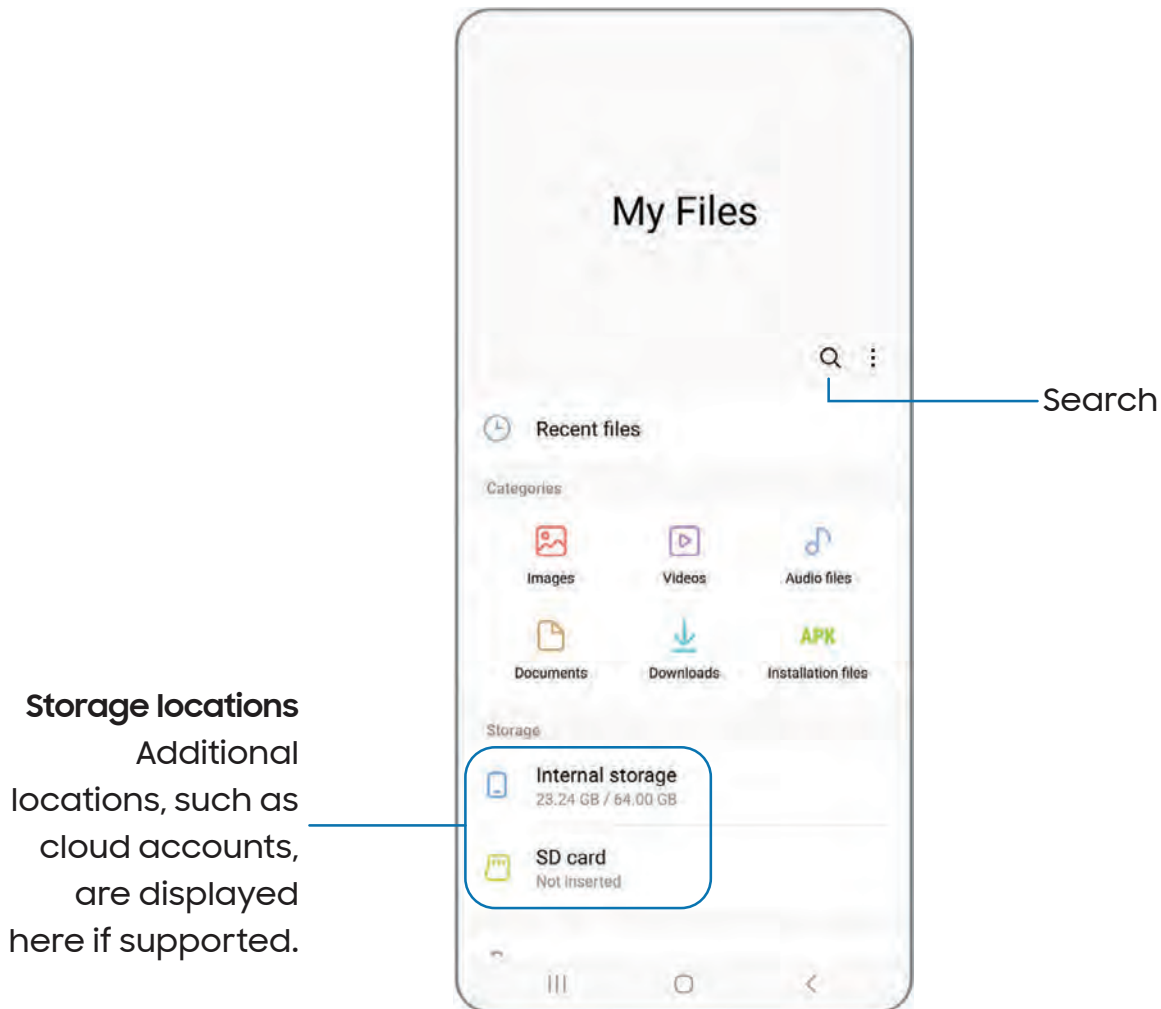 My Files
Search
Recent files
Categories
Images
Videos
Audio files
Documents
Downloads
APK
Installation files
Storage locations
Additional
locations, such as
cloud accounts,
are displayed
here if supported.
Storage
Internal storage
23.24 GB / 64.00 GB
SD card
Not inserted